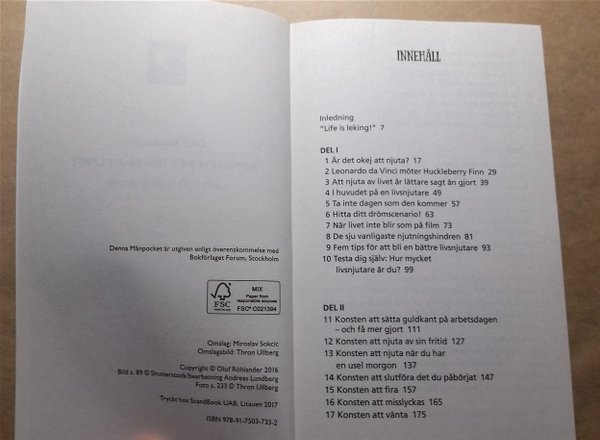 Denna Månpocket är utgiven enligt överenskommelse med
Bokförlaget Forum, Stockholm
MIX
Paper from
responsible sources
FSC
www.fsc.org
FSC® C021394
Omslag: Miroslav Sokcic
Omslagsbild: Thron Ullberg
Copyright © Olof Röhlander 2016
Bild s. 89 © Shutterstock/bearbetning Andreas Lundberg
Foto s. 233 © Thron Ullberg
Tryckt hos ScandBook UAB, Litauen 2017
ISBN 978-91-7503-733-2
INNEHÅLL
Inledning
"Life is leking!" 7
DEL I
1 Är det okej att njuta? 17
2 Leonardo da Vinci möter Huckleberry Finn 29
3 Att njuta av livet är lättare sagt än gjort 39
4 I huvudet på en livsnjutare 49
5 Ta inte dagen som den kommer 57
6 Hitta ditt drömscenario! 63
7 När livet inte blir som på film 73
8 De sju vanligaste njutningshindren 81
9 Fem tips för att bli en bättre livsnjutare 93
10 Testa dig själv: Hur mycket
livsnjutare är du? 99
DEL II
11 Konsten att sätta guldkant på arbetsdagen
– och få mer gjort 111
12 Konsten att njuta av sin fritid 127
13 Konsten att njuta när du har
en usel morgon 137
14 Konsten att slutföra det du påbörjat 147
15 Konsten att fira 157
16 Konsten att misslyckas 165
17 Konsten att vänta 175